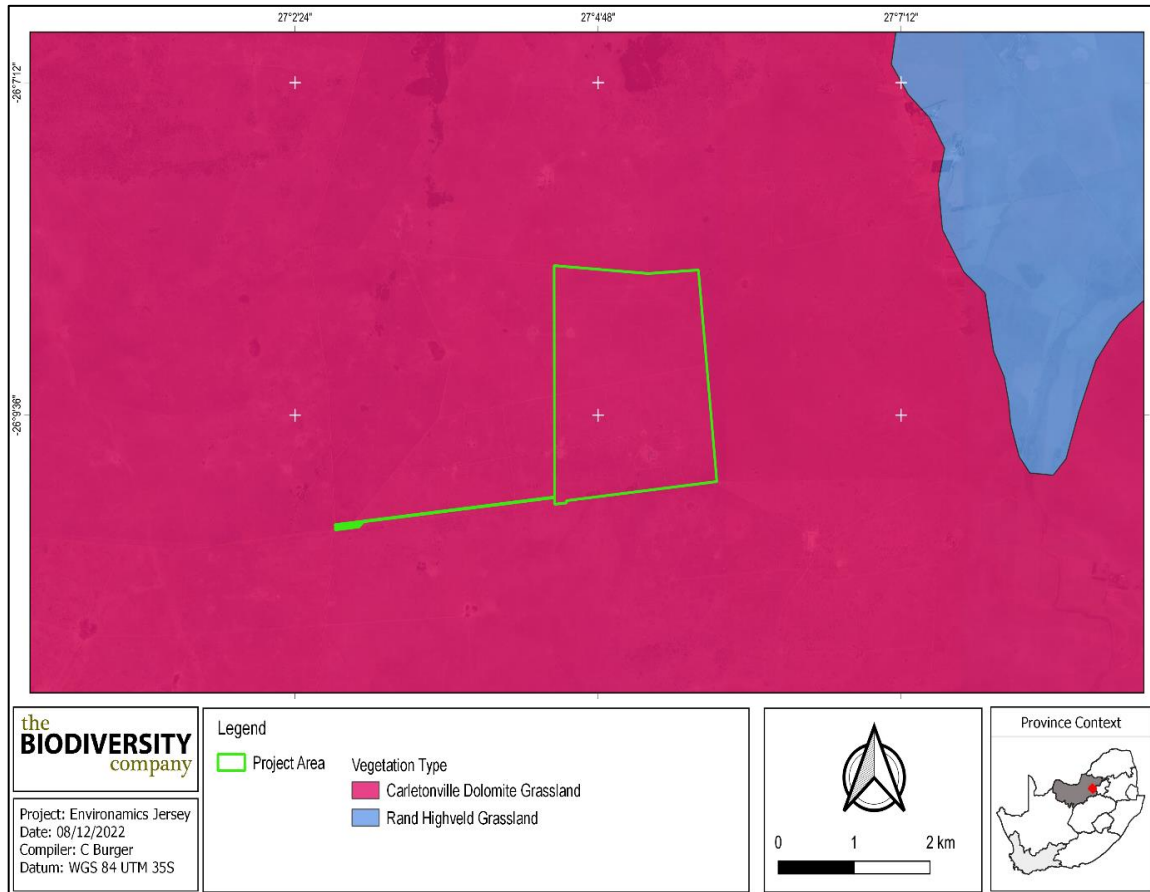 27°2'24"
27°4'48"
27°7'12"
-26°7'12"
-26°9'36"
the
BIODIVERSITY
company
Project: Environamics Jersey
Date: 08/12/2022
Compiler: C Burger
Datum: WGS 84 UTM 35S
Legend
Project Area
Vegetation Type
Carletonville Dolomite Grassland
Rand Highveld Grassland
0 1 2 km
Province Context